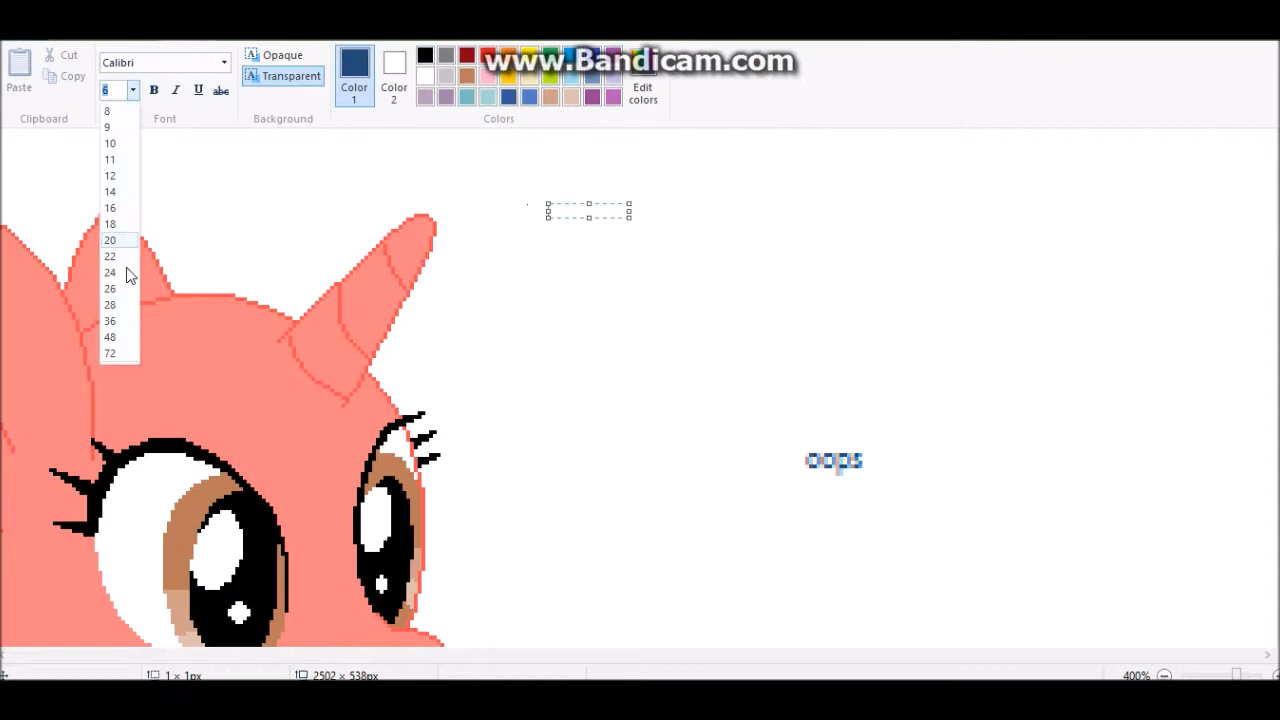 www.Bandicam.com
Paste
Cut
Copy
Clipboard
Calibri
6
B I U abc
Font
8
9
10
11
12
14
16
18
20
22
24
26
28
36
48
72
A Opaque
A Transparent
Background
Color 1
Color 2
Edit colors
Colors
oops
1 × 1px
2502 × 538px
400%